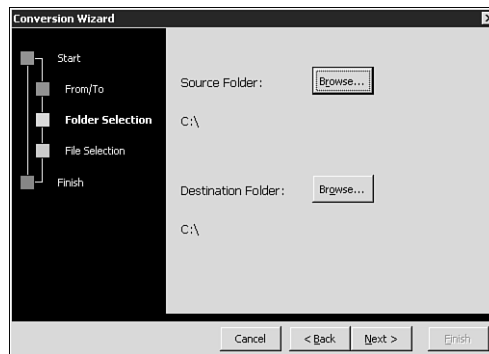 Conversion Wizard
Start
From/To
Folder Selection
File Selection
Finish
Source Folder: Browse...
C:\
Destination Folder: Browse...
C:\
Cancel < Back Next > Finish